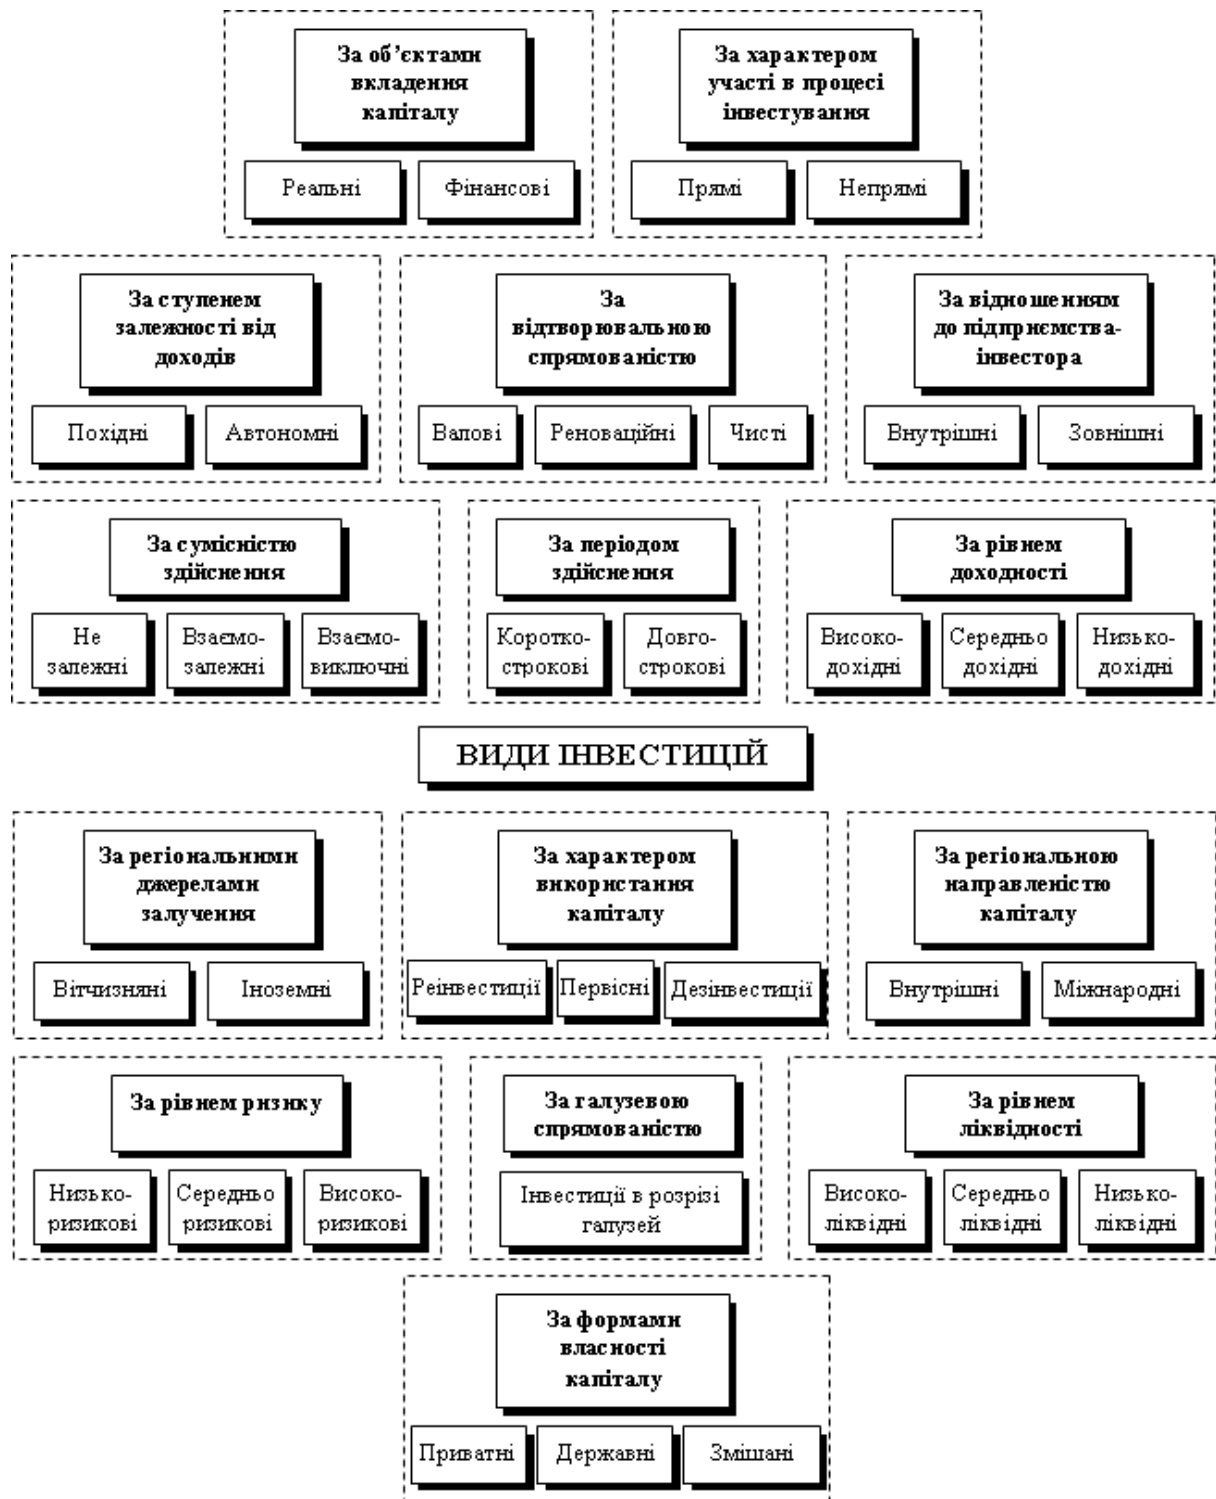 За об’єктами
вкладення
капіталу
Реальні
Фінансові
За характером
участі в процесі
інвестування
Прямі
Непрямі
За ступенем
залежності від
доходів
Похідні
Автономні
За
відтворювальною
спрямованістю
Валові
Реноваційні
Чисті
За відношенням
до підприємства-
інвестора
Внутрішні
Зовнішні
За сумісністю
здійснення
Не
залежні
Взаємо-
залежні
Взаємо-
виключні
За періодом
здійснення
Коротко-
строкові
Довго-
строкові
За рівнем
доходності
Високо-
дохідні
Середньо
дохідні
Низько-
дохідні
ВИДИ ІНВЕСТИЦІЙ
За регіональними
джерелами
залучення
Вітчизняні
Іноземні
За характером
використання
капіталу
Реінвестиції
Первісні
Дезінвестиції
За регіональною
направленістю
капіталу
Внутрішні
Міжнародні
За рівнем ризику
Низько-
ризикові
Середньо
ризикові
Високо-
ризикові
За галузевою
спрямованістю
Інвестиції в розрізі
галузей
За рівнем
ліквідності
Високо-
ліквідні
Середньо
ліквідні
Низько-
ліквідні
За формами
власності
капіталу
Приватні
Державні
Змішані